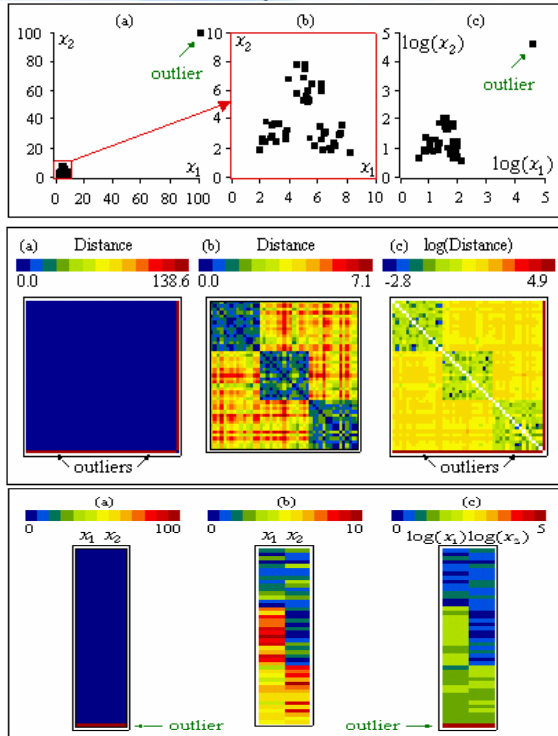 (a) (b) (c)
x2
100
80
60
40
20
0
outlier
x1
0 20 40 60 80 100
x2
10
8
6
4
2
0
x1
0 2 4 6 8 10
log(x2)
5
4
3
2
1
0
outlier
log(x1)
0 1 2 3 4 5
(a) Distance
0.0 138.6
outliers
(b) Distance
0.0 7.1
(c) log(Distance)
-2.8 4.9
outliers
(a)
0 100
x1 x2
outlier
(b)
0 10
x1 x2
(c)
0 5
log(x1)log(x2)
outlier